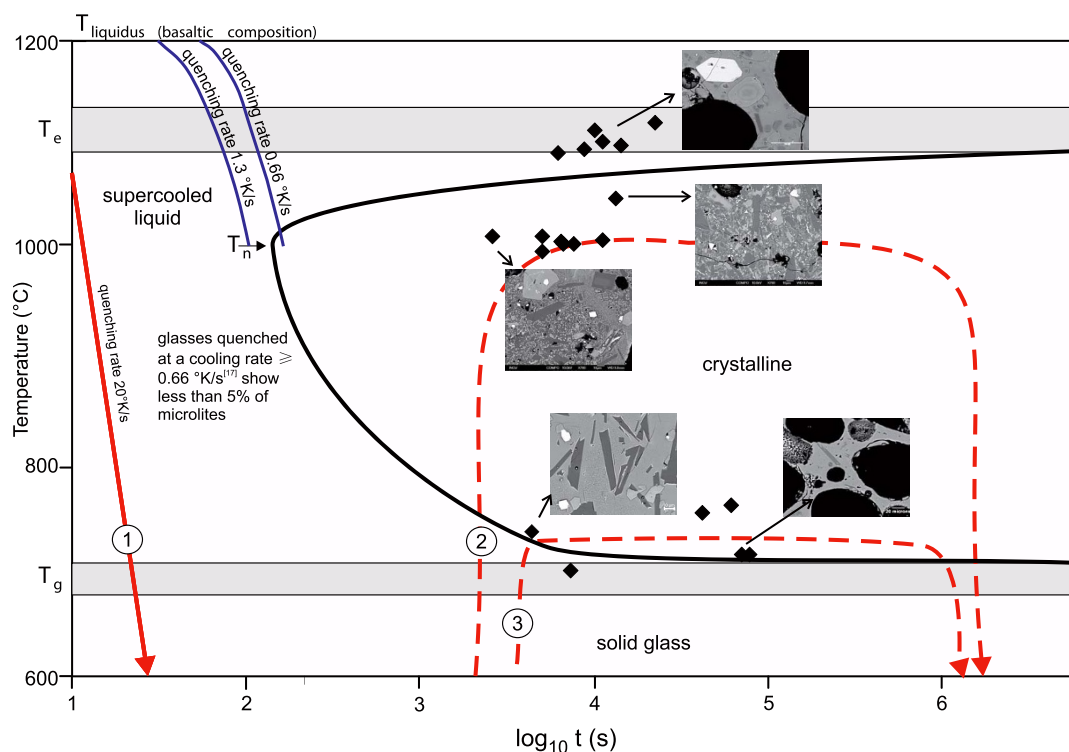 T liquidus (basaltic composition)
1200
quenching rate 1.3 °K/s
quenching rate 0.66 °K/s
Te
supercooled
liquid
1000
Tn
quenching rate 20°K/s
glasses quenched
at a cooling rate ⩾
0.66 °K/s[17] show
less than 5% of
microlites
crystalline
Temperature (°C)
800
1
2
Tg
3
solid glass
600
1
2
3
4
5
6
log10 t (s)